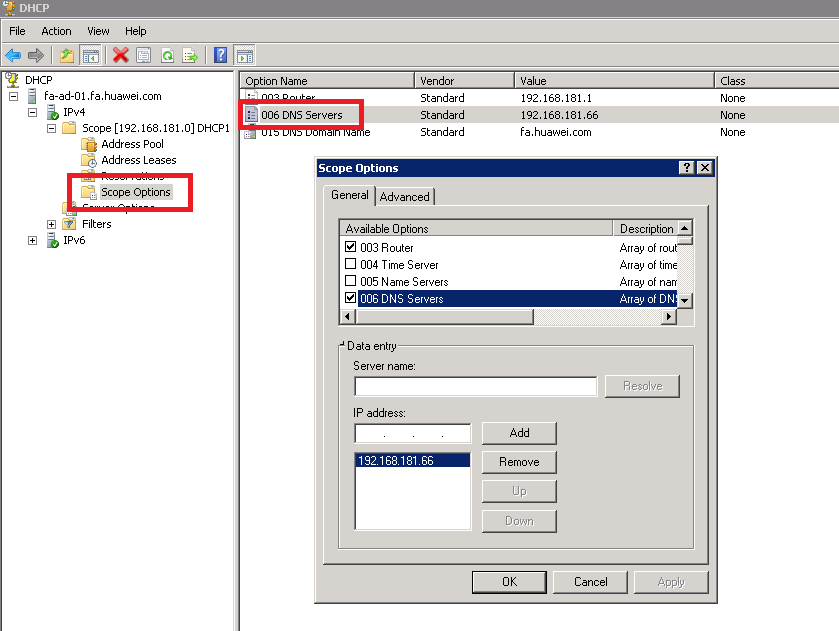 DHCP
File Action View Help
DHCP
fa-ad-01.fa.huawei.com
IPv4
Scope [192.168.181.0] DHCP1
Address Pool
Address Leases
Reservations
Scope Options
Server Options
Filters
IPv6
Option Name Vendor Value Class
003 Router Standard 192.168.181.1 None
006 DNS Servers Standard 192.168.181.66 None
015 DNS Domain Name Standard fa.huawei.com None
Scope Options
General Advanced
Available Options Description
003 Router Array of rout
004 Time Server Array of time
005 Name Servers Array of nam
006 DNS Servers Array of DNS
Data entry
Server name:
Resolve
IP address:
. . .
Add
192.168.181.66
Remove
Up
Down
OK Cancel Apply